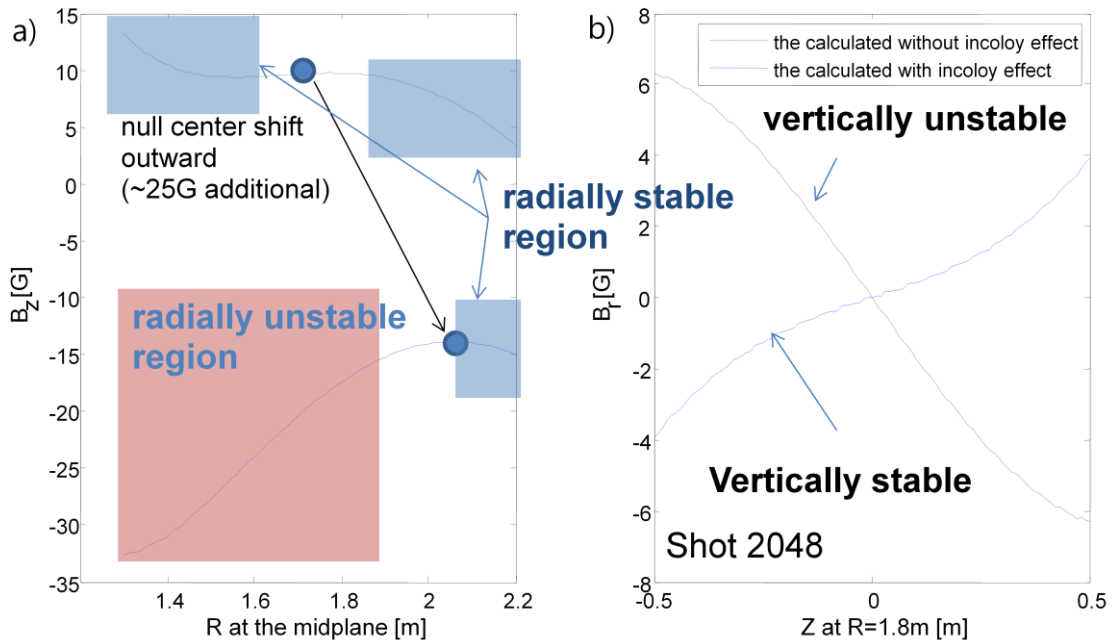 a)
15
10
5
0
-5
-10
-15
-20
-25
-30
-35
B_z[G]
null center shift
outward
(~25G additional)
radially stable
region
radially unstable
region
1.4
1.6
1.8
2
2.2
R at the midplane [m]
b)
8
6
4
2
0
-2
-4
-6
-8
B_r[G]
the calculated without incoloy effect
the calculated with incoloy effect
vertically unstable
Vertically stable
Shot 2048
-0.5
0
0.5
Z at R=1.8m [m]